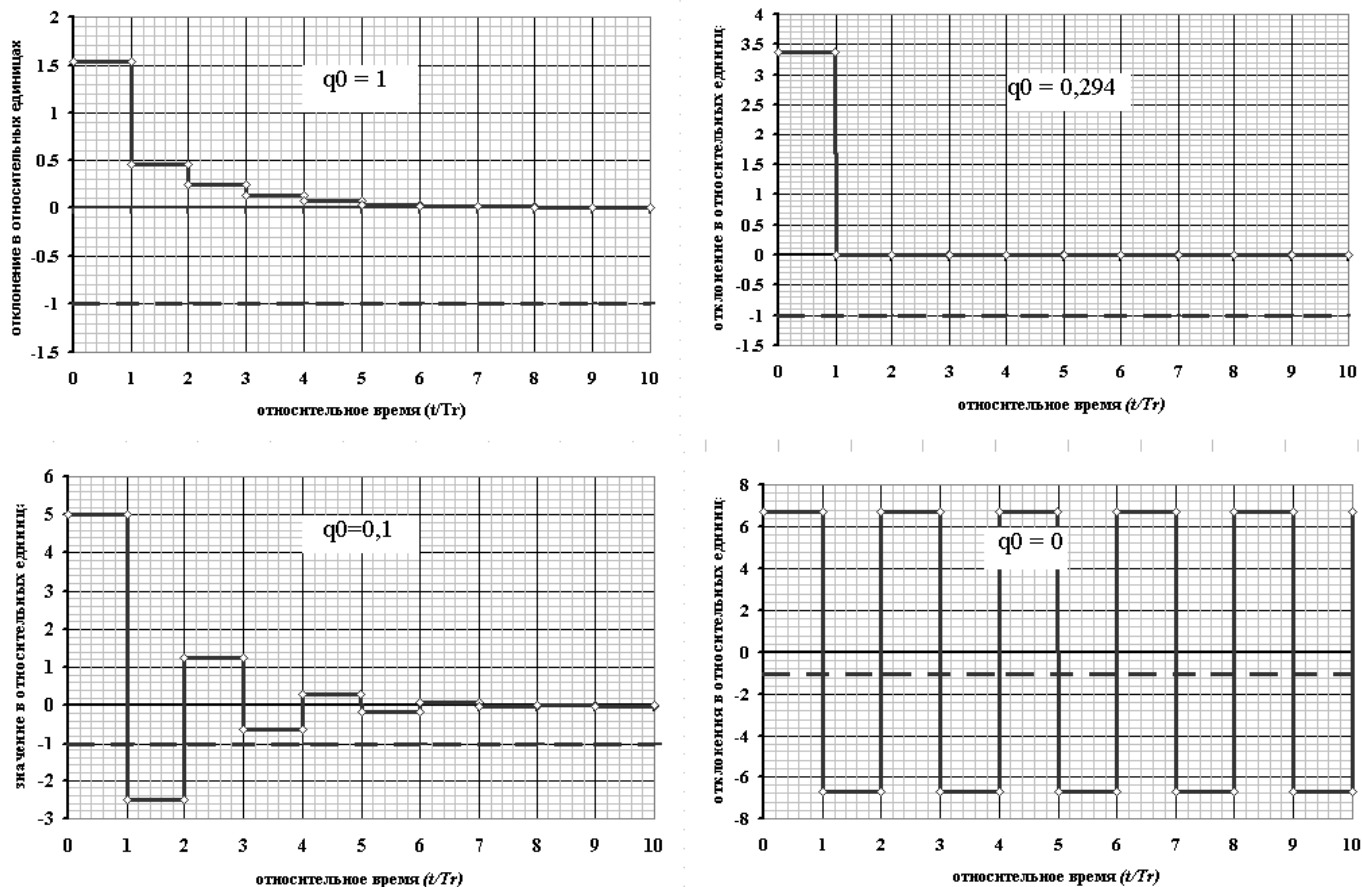 отклонение в относительных единицах
2
1.5
1
0.5
0
-0.5
-1
-1.5
q0 = 1
0 1 2 3 4 5 6 7 8 9 10
относительное время (t/Tr)
отклонение в относительных единиц:
4
3.5
3
2.5
2
1.5
1
0.5
0
-0.5
-1
-1.5
q0 = 0,294
0 1 2 3 4 5 6 7 8 9 10
относительное время (t/Tr)
значение в относительных единиц:
6
5
4
3
2
1
0
-1
-2
-3
q0=0,1
0 1 2 3 4 5 6 7 8 9 10
относительное время (t/Tr)
отклонения в относительных единиц:
8
6
4
2
0
-2
-4
-6
-8
q0 = 0
0 1 2 3 4 5 6 7 8 9 10
относительное время (t/Tr)